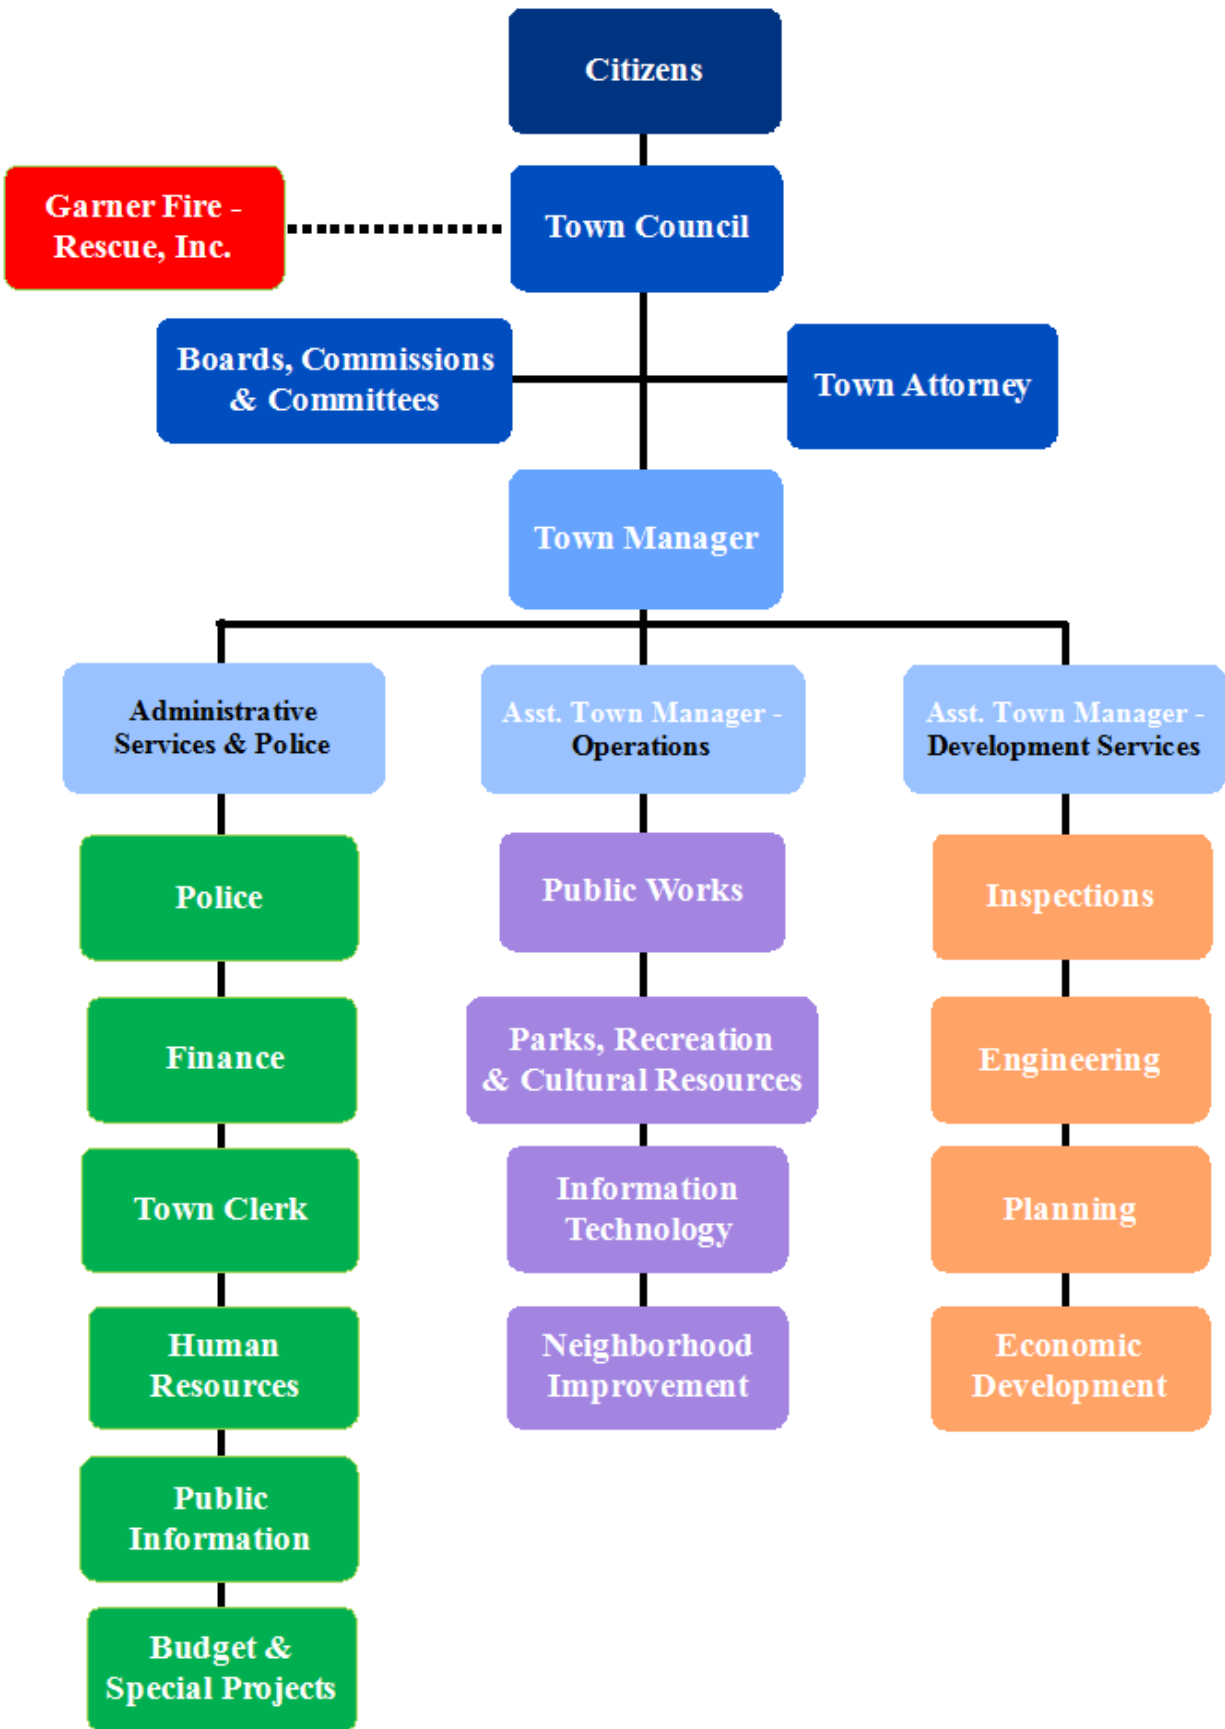 Citizens
Garner Fire -
Rescue, Inc.
Town Council
Boards, Commissions
& Committees
Town Attorney
Town Manager
Administrative
Services & Police
Asst. Town Manager -
Operations
Asst. Town Manager -
Development Services
Police
Public Works
Inspections
Finance
Parks, Recreation
& Cultural Resources
Engineering
Town Clerk
Information
Technology
Planning
Human
Resources
Neighborhood
Improvement
Economic
Development
Public
Information
Budget &
Special Projects